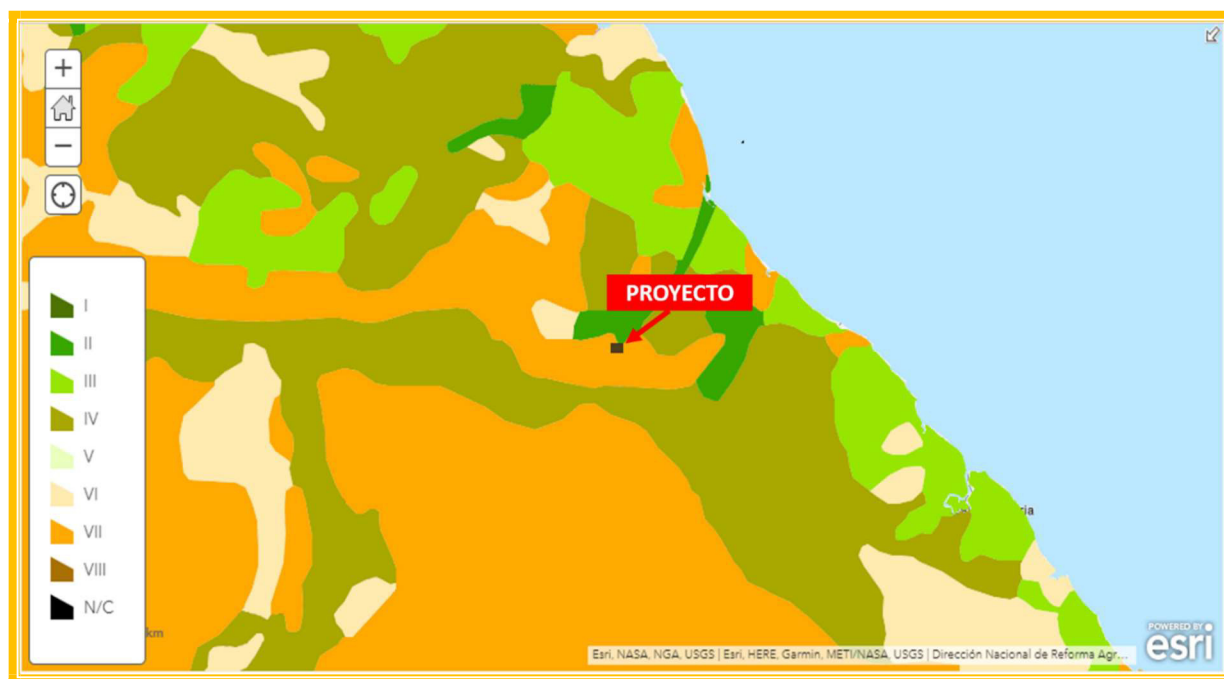 +
−
PROYECTO
I
II
III
IV
V
VI
VII
VIII
N/C
km
ria
Esri, NASA, NGA, USGS | Esri, HERE, Garmin, METI/NASA, USGS | Dirección Nacional de Reforma Agr...
POWERED BY
esri